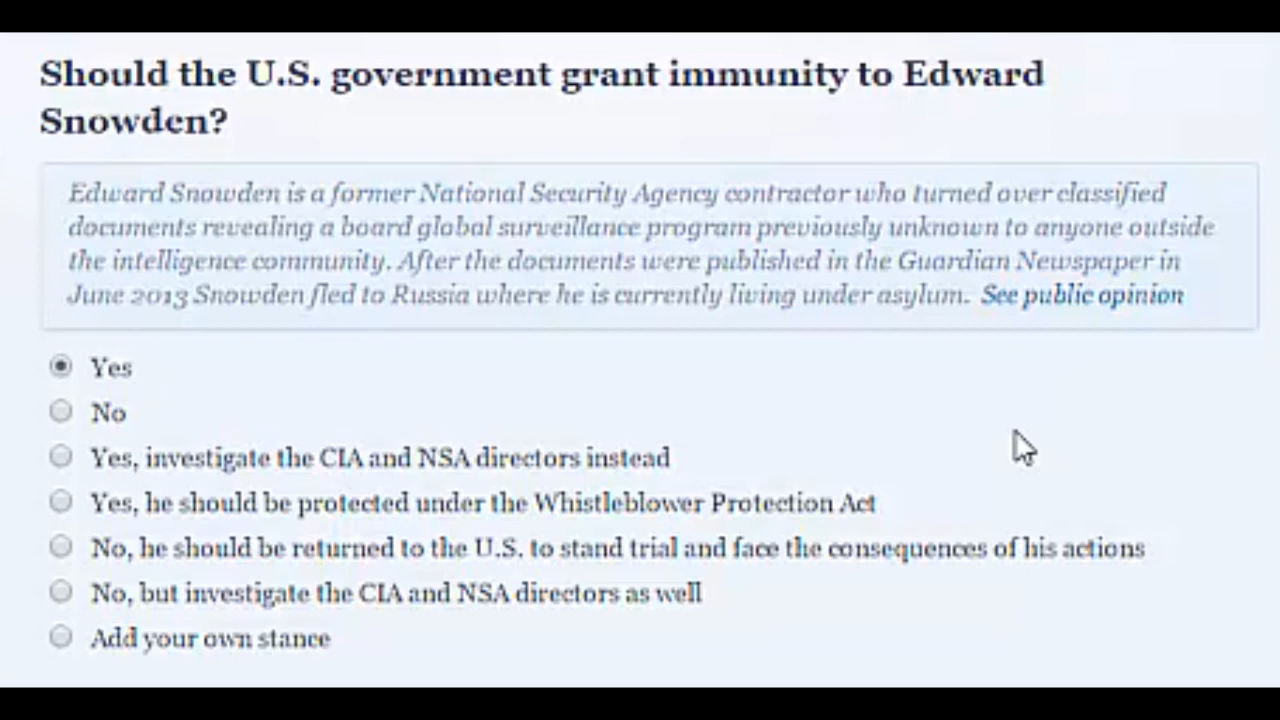 Should the U.S. government grant immunity to Edward
Snowden?
Edward Snowden is a former National Security Agency contractor who turned over classified
documents revealing a board global surveillance program previously unknown to anyone outside
the intelligence community. After the documents were published in the Guardian Newspaper in
June 2013 Snowden fled to Russia where he is currently living under asylum. See public opinion
Yes
No
Yes, investigate the CIA and NSA directors instead
Yes, he should be protected under the Whistleblower Protection Act
No, he should be returned to the U.S. to stand trial and face the consequences of his actions
No, but investigate the CIA and NSA directors as well
Add your own stance